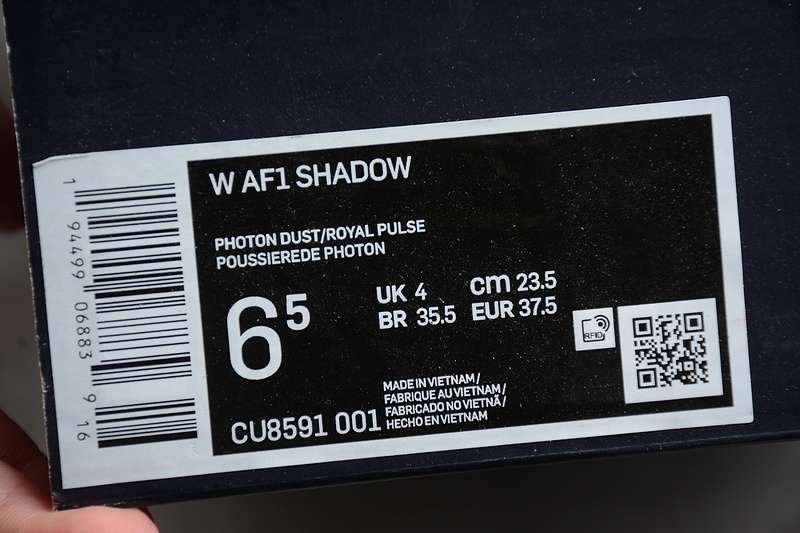 W AF1 SHADOW
PHOTON DUST/ROYAL PULSE
POUSSIEREDE PHOTON
6 5
UK 4 cm 23.5
BR 35.5 EUR 37.5
RFID
MADE IN VIETNAM /
FABRIQUE AU VIETNAM /
FABRICADO NO VIETNÃ /
HECHO EN VIETNAM
CU8591 001
1 94499 06883 9 16